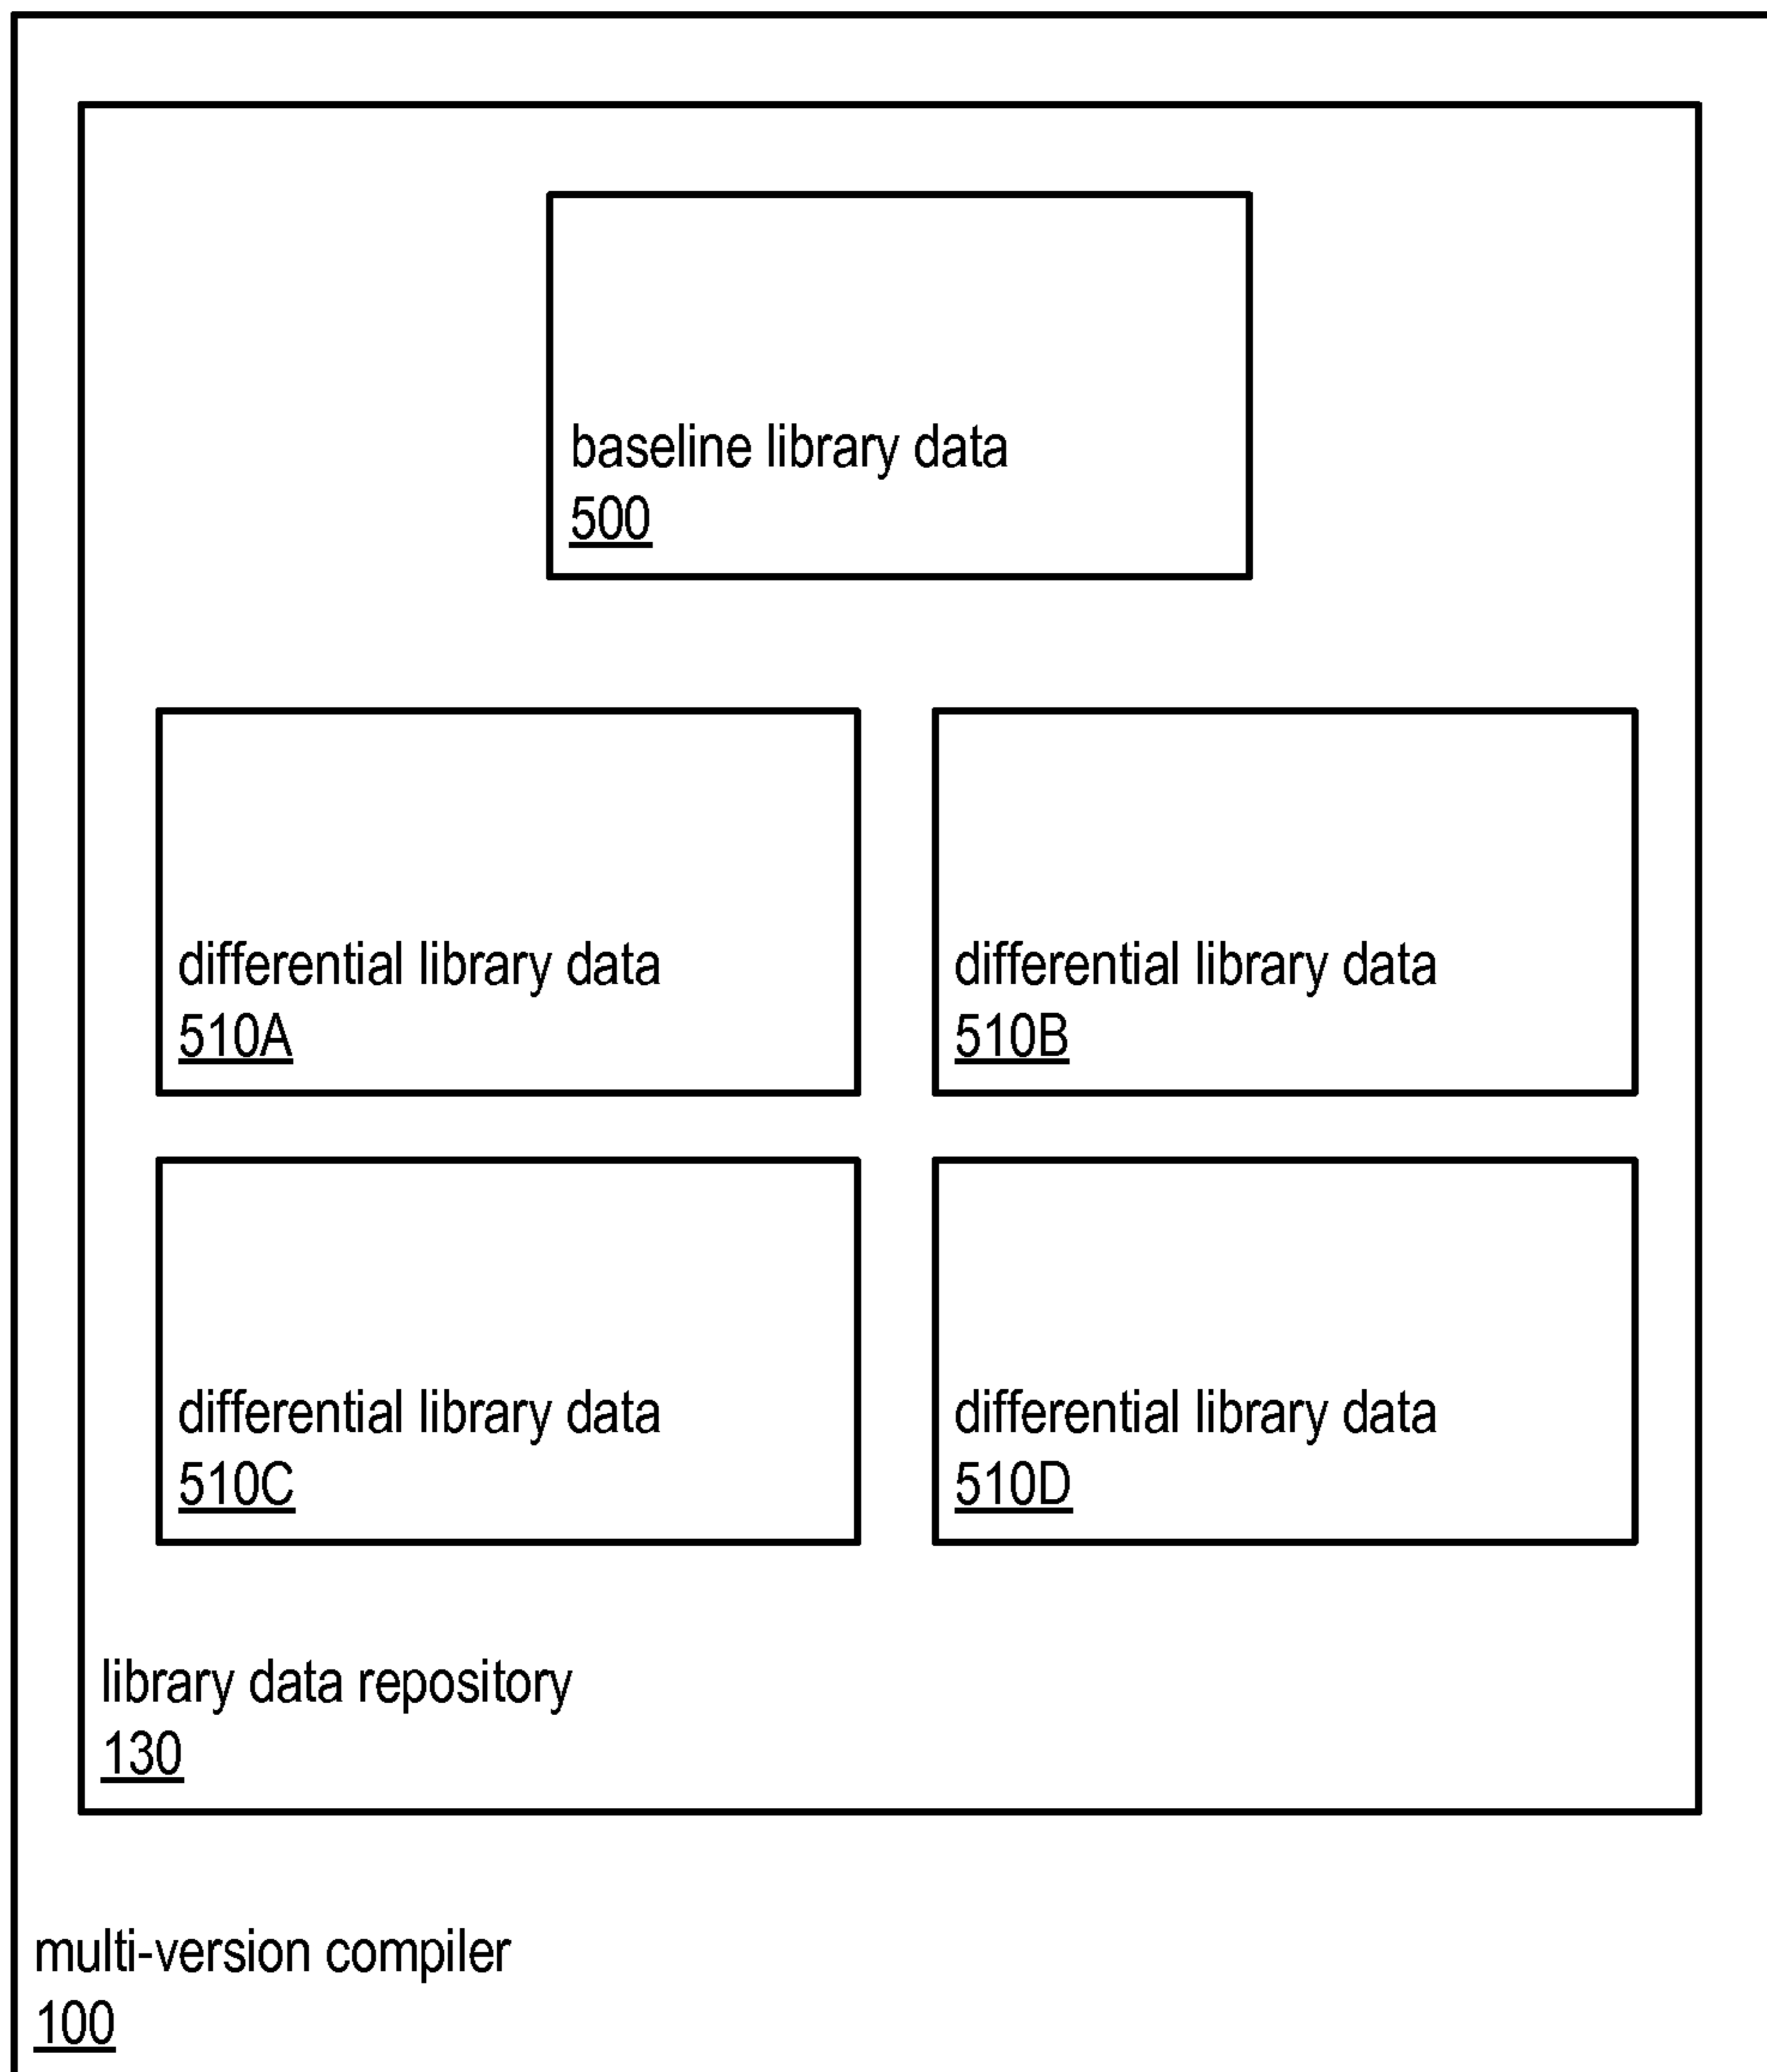 baseline library data
500
differential library data
510A
differential library data
510B
differential library data
510C
differential library data
510D
library data repository
130
multi-version compiler
100